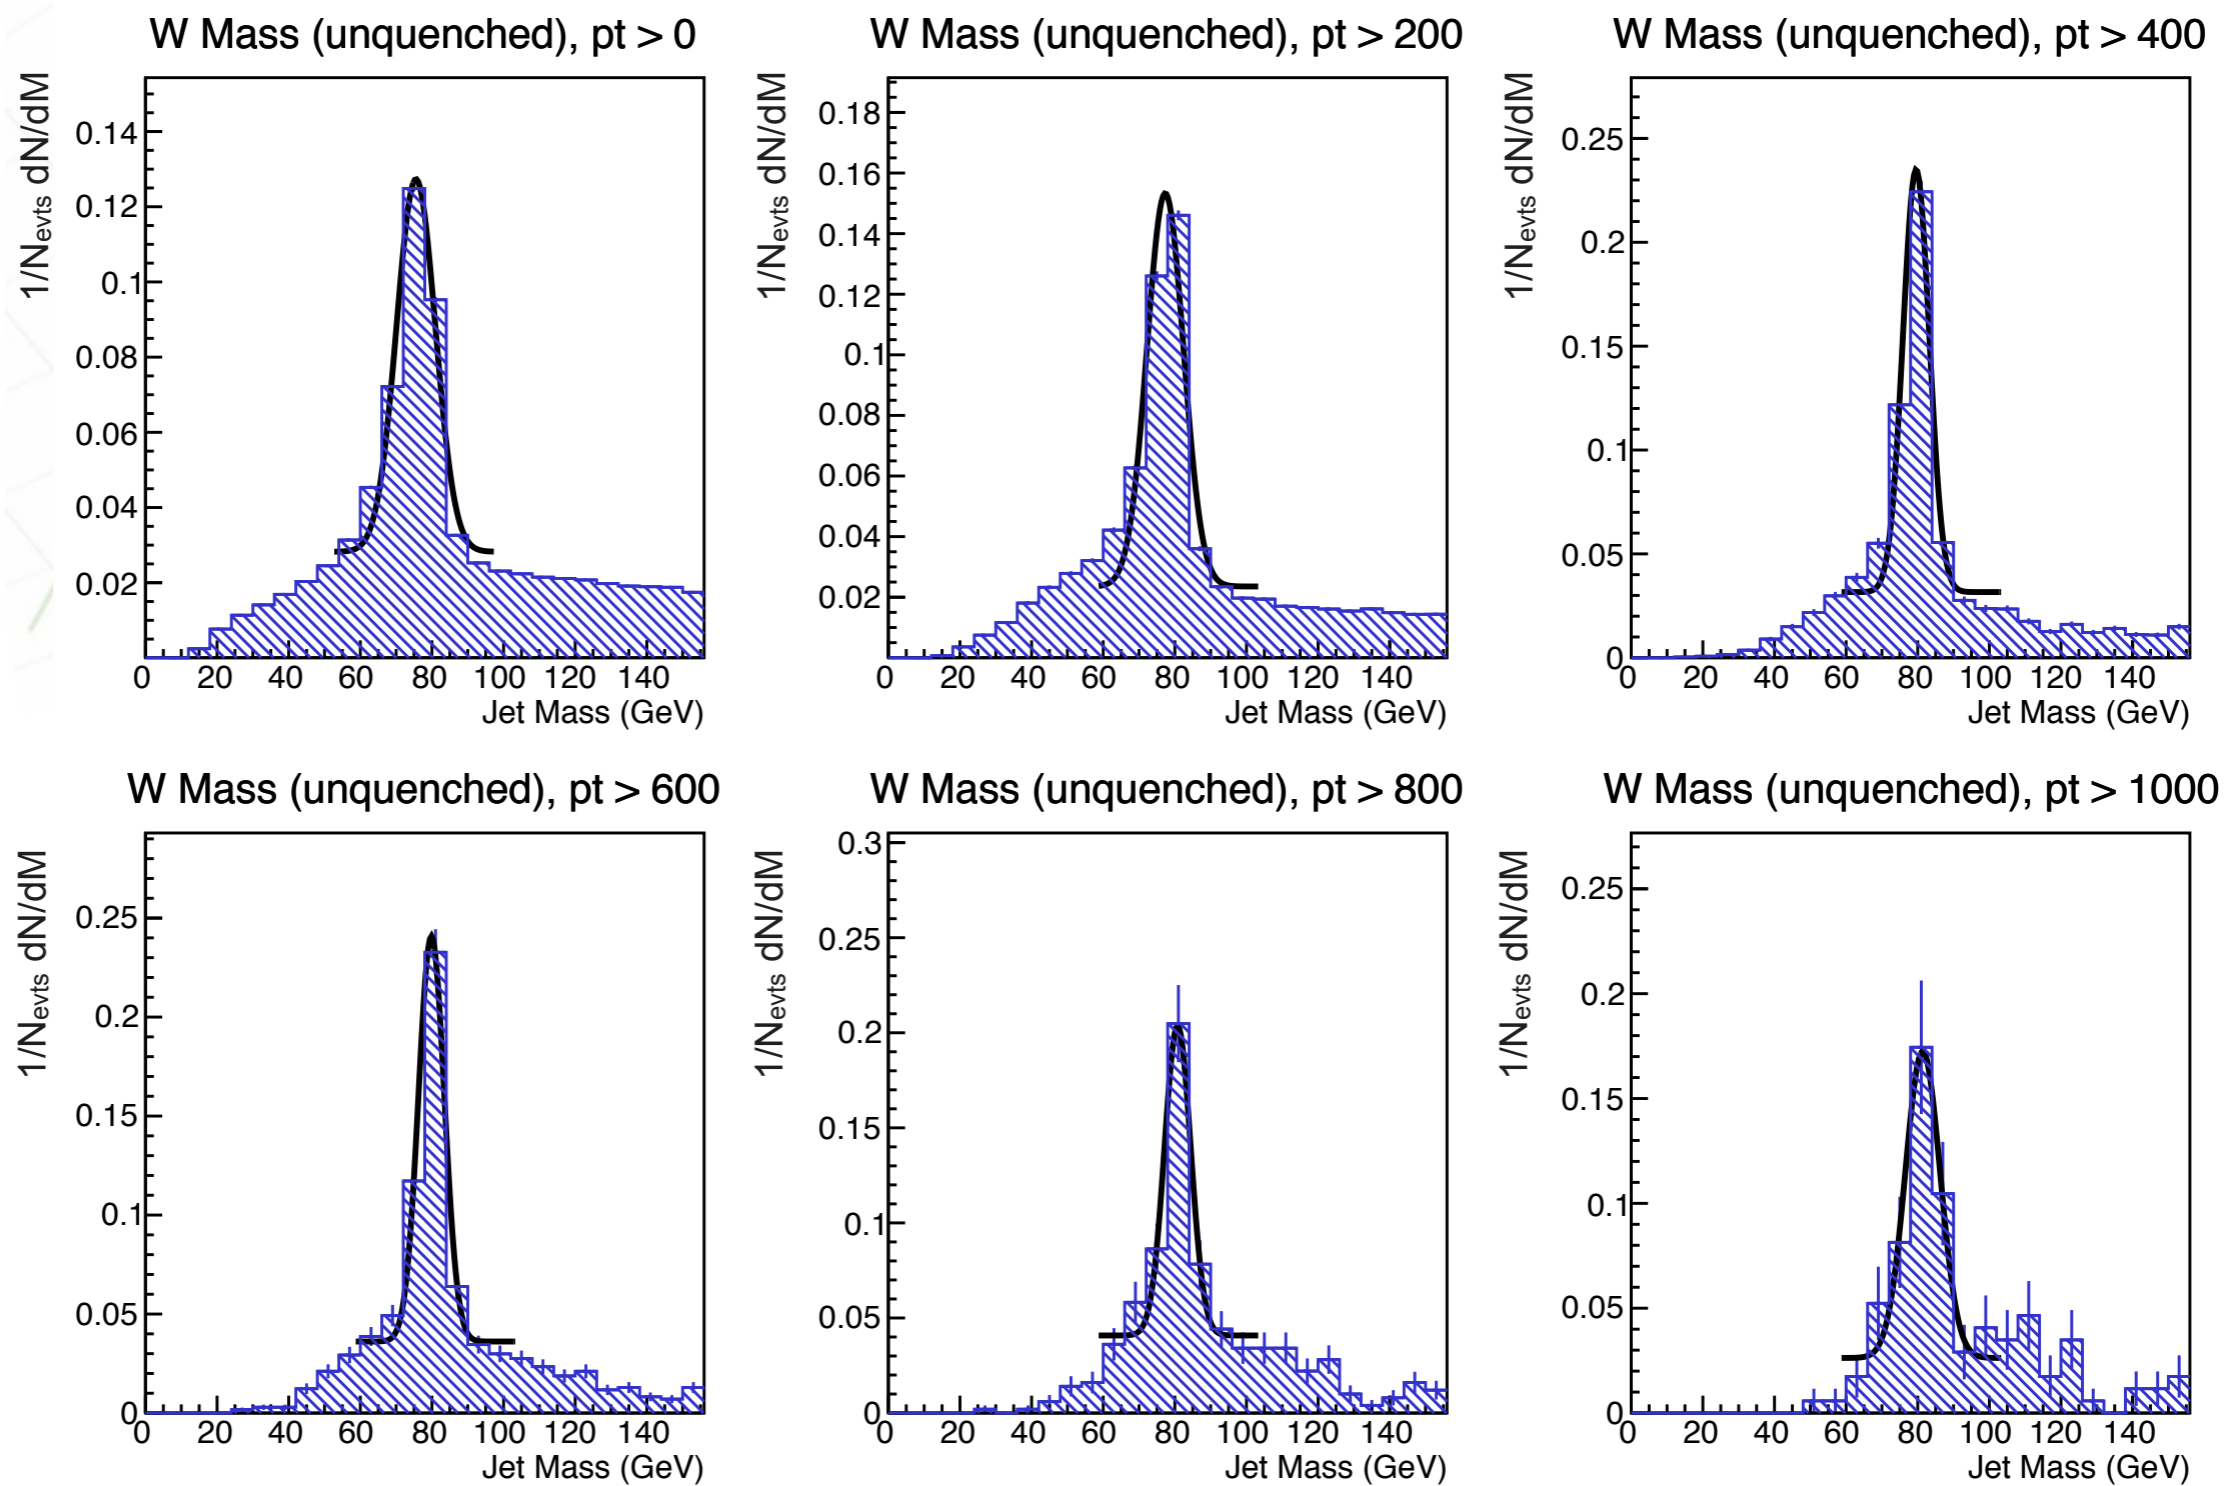 W Mass (unquenched), pt > 0
1/Nevts dN/dM
0.14
0.12
0.1
0.08
0.06
0.04
0.02
0 20 40 60 80 100 120 140
Jet Mass (GeV)
W Mass (unquenched), pt > 200
1/Nevts dN/dM
0.18
0.16
0.14
0.12
0.1
0.08
0.06
0.04
0.02
0 20 40 60 80 100 120 140
Jet Mass (GeV)
W Mass (unquenched), pt > 400
1/Nevts dN/dM
0.25
0.2
0.15
0.1
0.05
0
0 20 40 60 80 100 120 140
Jet Mass (GeV)
W Mass (unquenched), pt > 600
1/Nevts dN/dM
0.25
0.2
0.15
0.1
0.05
0
0 20 40 60 80 100 120 140
Jet Mass (GeV)
W Mass (unquenched), pt > 800
1/Nevts dN/dM
0.3
0.25
0.2
0.15
0.1
0.05
0
0 20 40 60 80 100 120 140
Jet Mass (GeV)
W Mass (unquenched), pt > 1000
1/Nevts dN/dM
0.25
0.2
0.15
0.1
0.05
0
0 20 40 60 80 100 120 140
Jet Mass (GeV)